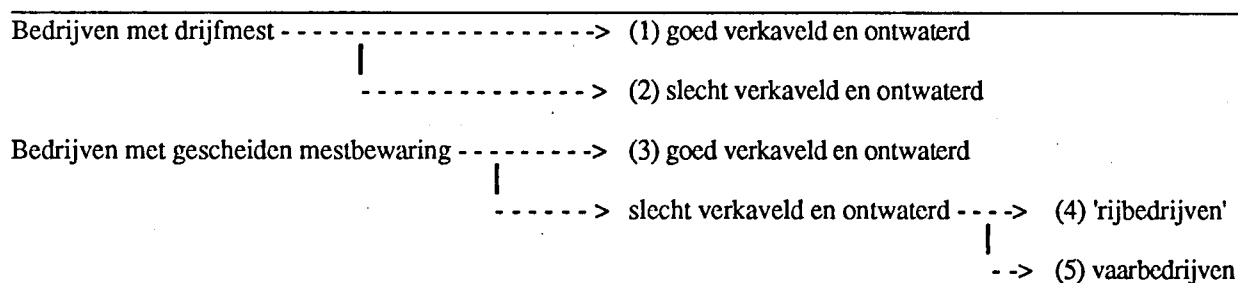 Bedrijven met drijfmest - - - - - - - - - - - - - - - - - - - - -> (1) goed verkaveld en ontwaterd
- - - - - - - - - - - - - - > (2) slecht verkaveld en ontwaterd
Bedrijven met gescheiden mestbewaring - - - - - - - - -> (3) goed verkaveld en ontwaterd
- - - - - - > slecht verkaveld en ontwaterd - - - -> (4) 'rijbedrijven'
- -> (5) vaarbedrijven